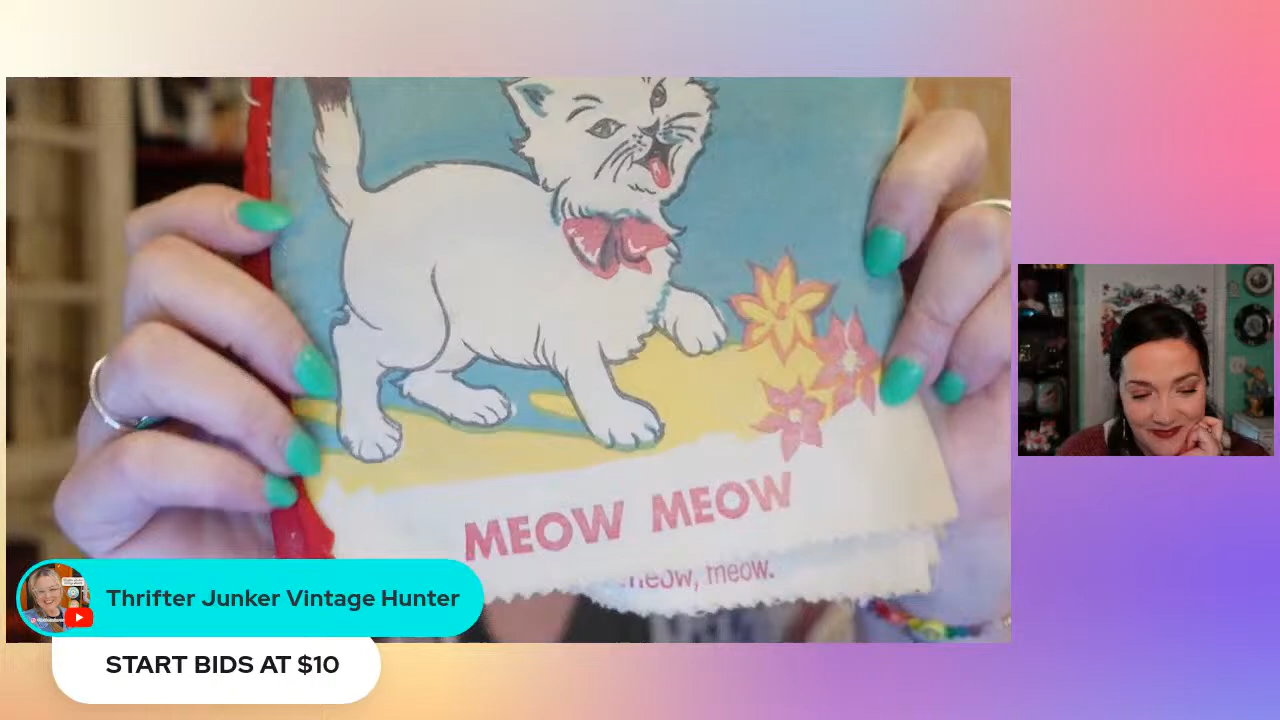 MEOW MEOW
meow, meow.
Thrifter Junker Vintage Hunter
START BIDS AT $10